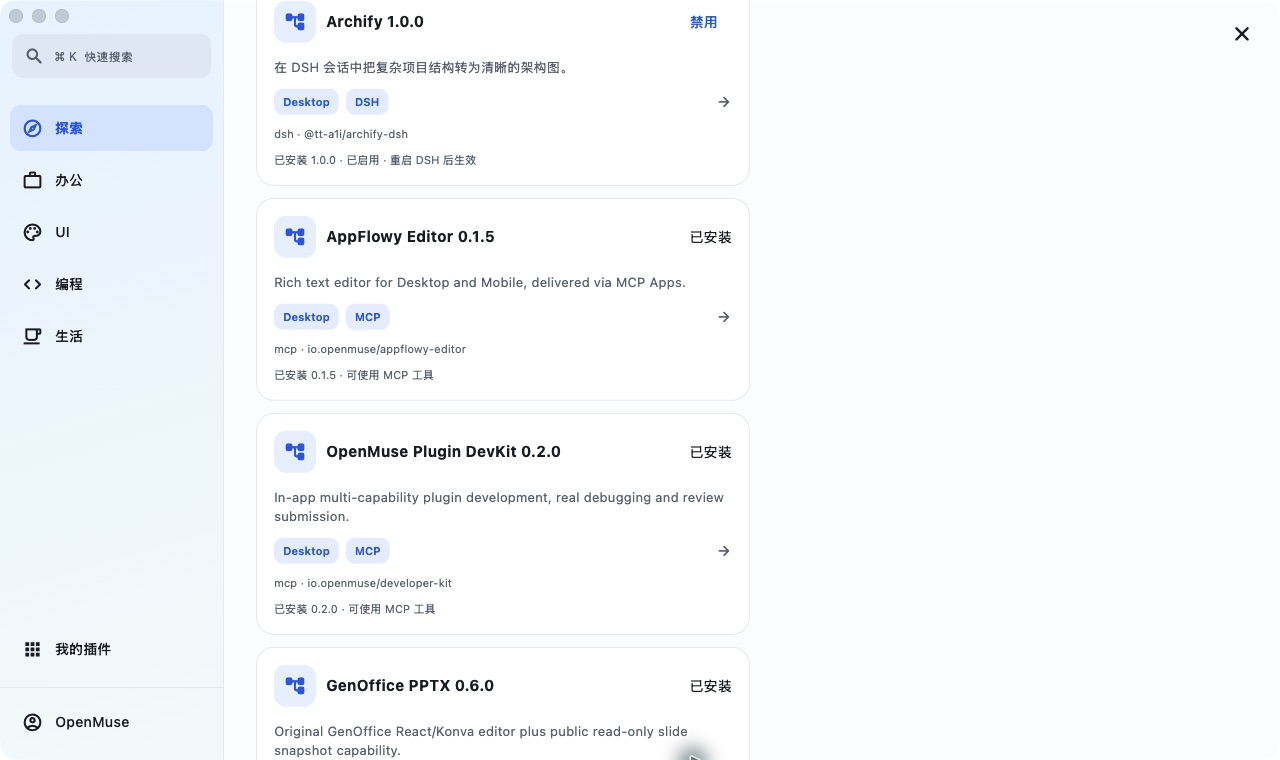 ⌘ K 快速搜索
探索
办公
UI
编程
生活
我的插件
OpenMuse
Archify 1.0.0
禁用
在 DSH 会话中把复杂项目结构转为清晰的架构图。
Desktop
DSH
dsh · @tt-a1i/archify-dsh
已安装 1.0.0 · 已启用 · 重启 DSH 后生效
AppFlowy Editor 0.1.5
已安装
Rich text editor for Desktop and Mobile, delivered via MCP Apps.
Desktop
MCP
mcp · io.openmuse/appflowy-editor
已安装 0.1.5 · 可使用 MCP 工具
OpenMuse Plugin DevKit 0.2.0
已安装
In-app multi-capability plugin development, real debugging and review
submission.
Desktop
MCP
mcp · io.openmuse/developer-kit
已安装 0.2.0 · 可使用 MCP 工具
GenOffice PPTX 0.6.0
已安装
Original GenOffice React/Konva editor plus public read-only slide
snapshot capability.